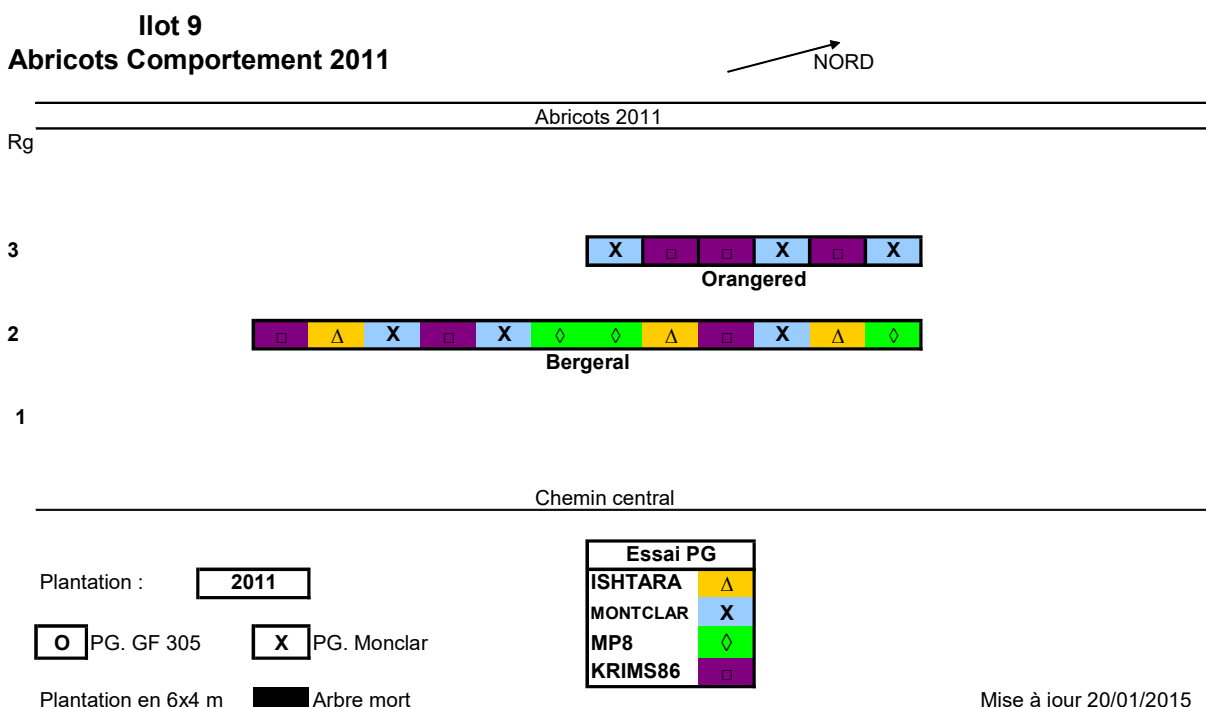 Ilot 9
Abricots Comportement 2011
NORD
Abricots 2011
Rg
3 X □ □ X □ X
Orangered
2 □ Δ X □ X ◊ ◊ Δ □ X Δ ◊
Bergeral
1
Chemin central
Essai PG
ISHTARA Δ
MONTCLAR X
MP8 ◊
KRIMS86 □
Plantation : 2011
O PG. GF 305 X PG. Monclar
Plantation en 6x4 m Arbre mort
Mise à jour 20/01/2015